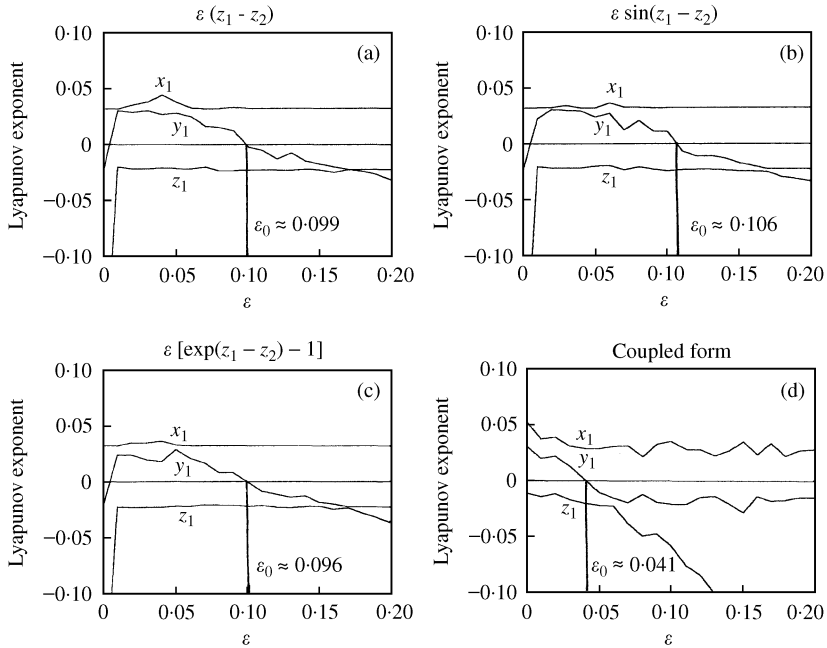 ε (z₁ - z₂)
(a)
Lyapunov exponent
0·10
0·05
0
−0·05
−0·10
x₁
y₁
z₁
ε₀ ≈ 0·099
0 0·05 0·10 0·15 0·20
ε
ε sin(z₁ − z₂)
(b)
Lyapunov exponent
0·10
0·05
0
−0·05
−0·10
x₁
y₁
z₁
ε₀ ≈ 0·106
0 0·05 0·10 0·15 0·20
ε
ε [exp(z₁ − z₂) − 1]
(c)
Lyapunov exponent
0·10
0·05
0
−0·05
−0·10
x₁
y₁
z₁
ε₀ ≈ 0·096
0 0·05 0·10 0·15 0·20
ε
Coupled form
(d)
Lyapunov exponent
0·10
0·05
0
−0·05
−0·10
x₁
y₁
z₁
ε₀ ≈ 0·041
0 0·05 0·10 0·15 0·20
ε